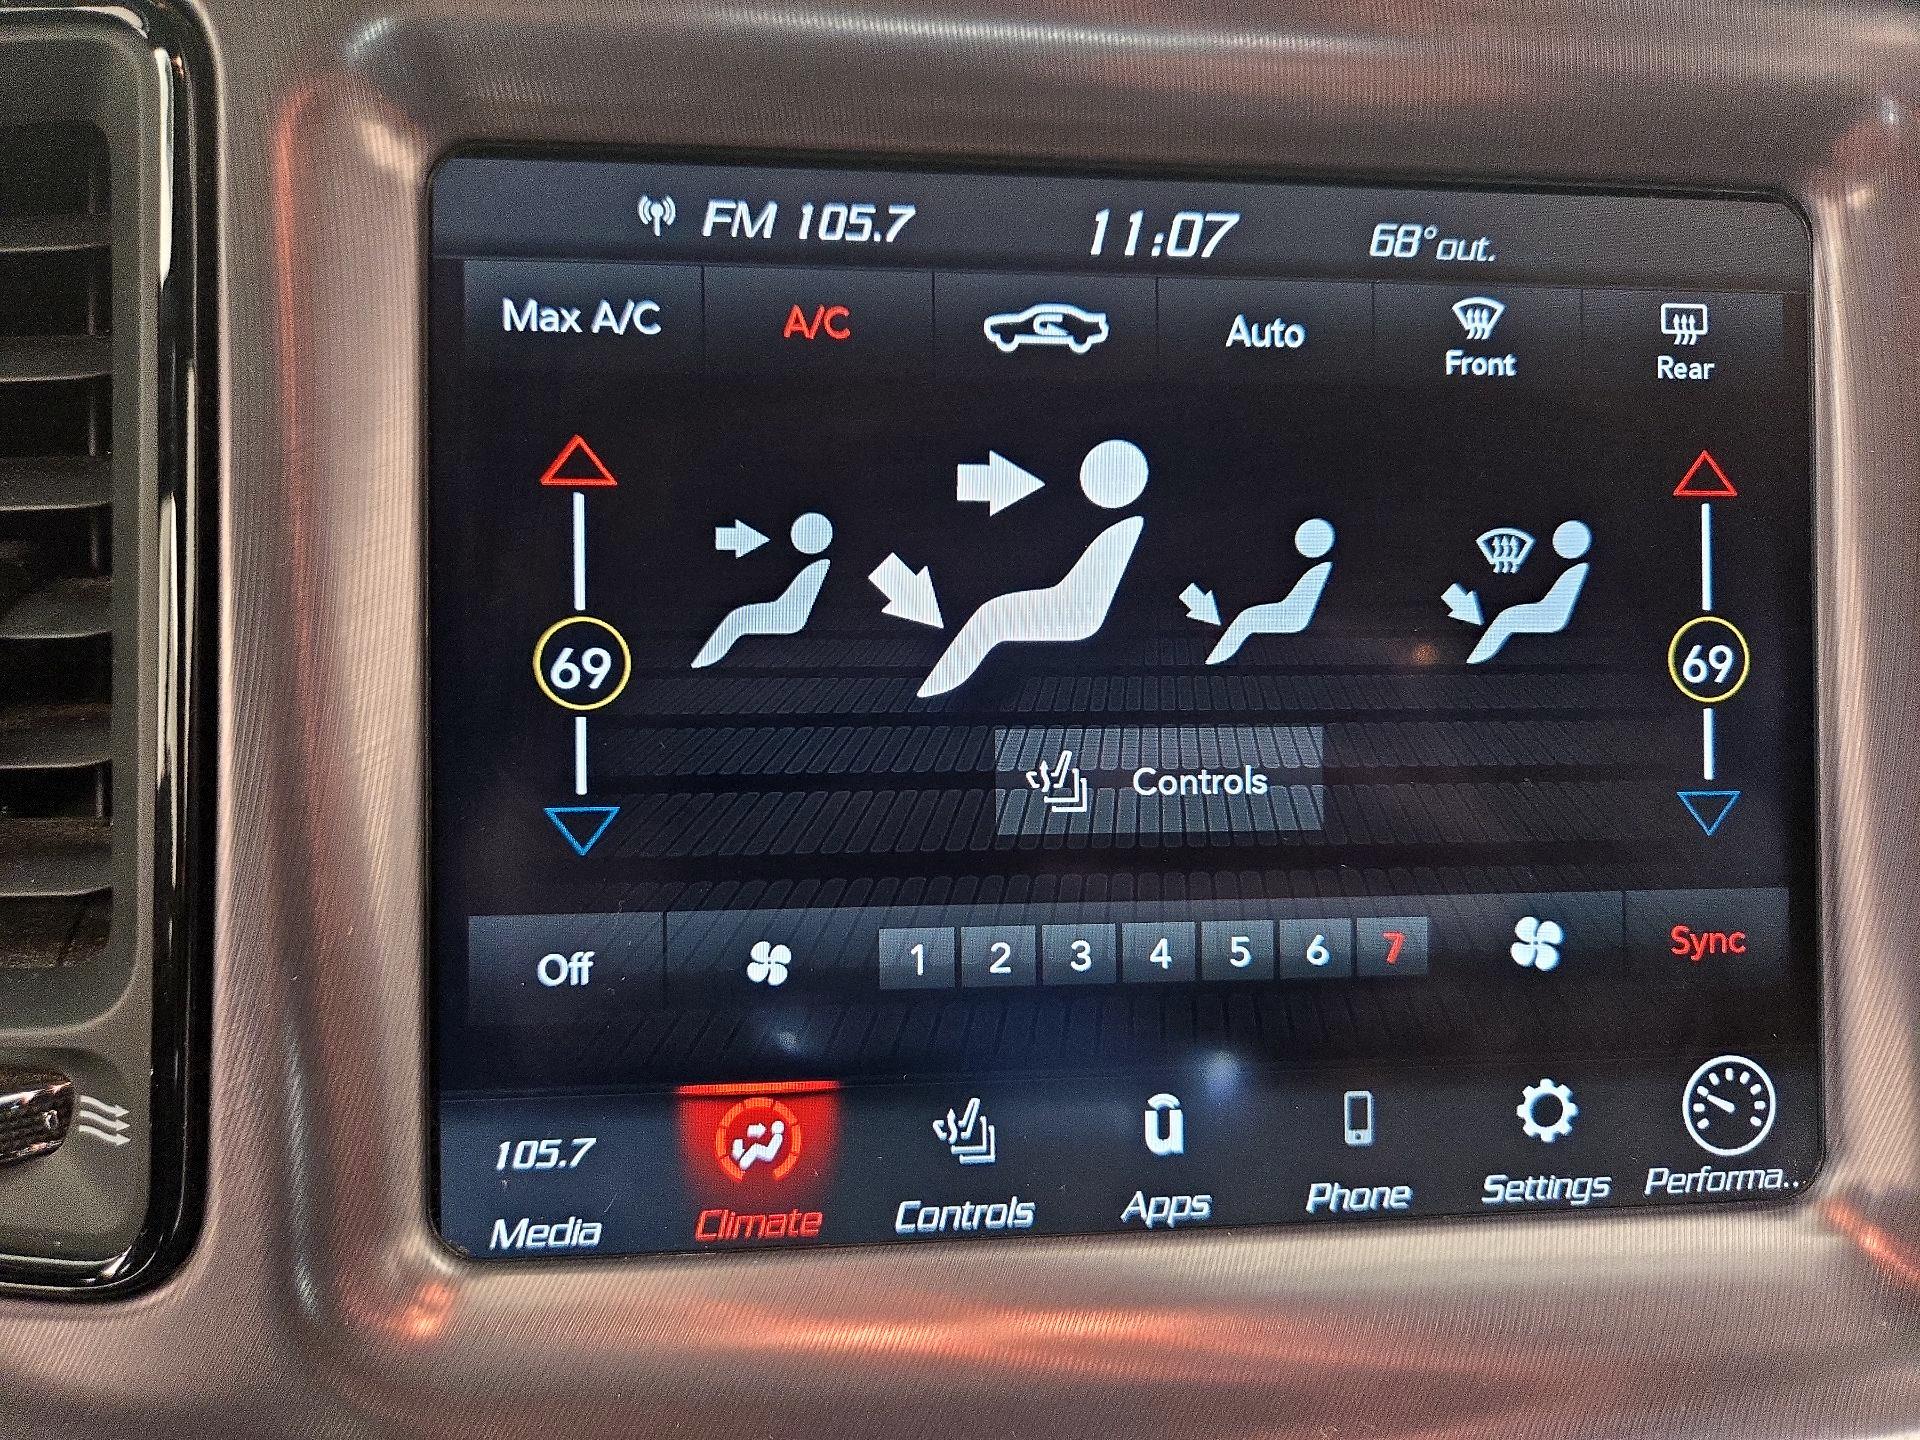 FM 105.7 11:07 68° out.
Max A/C A/C Auto Front Rear
69 69
Controls
Off 1 2 3 4 5 6 7 Sync
105.7
Media Climate Controls Apps Phone Settings Performa..